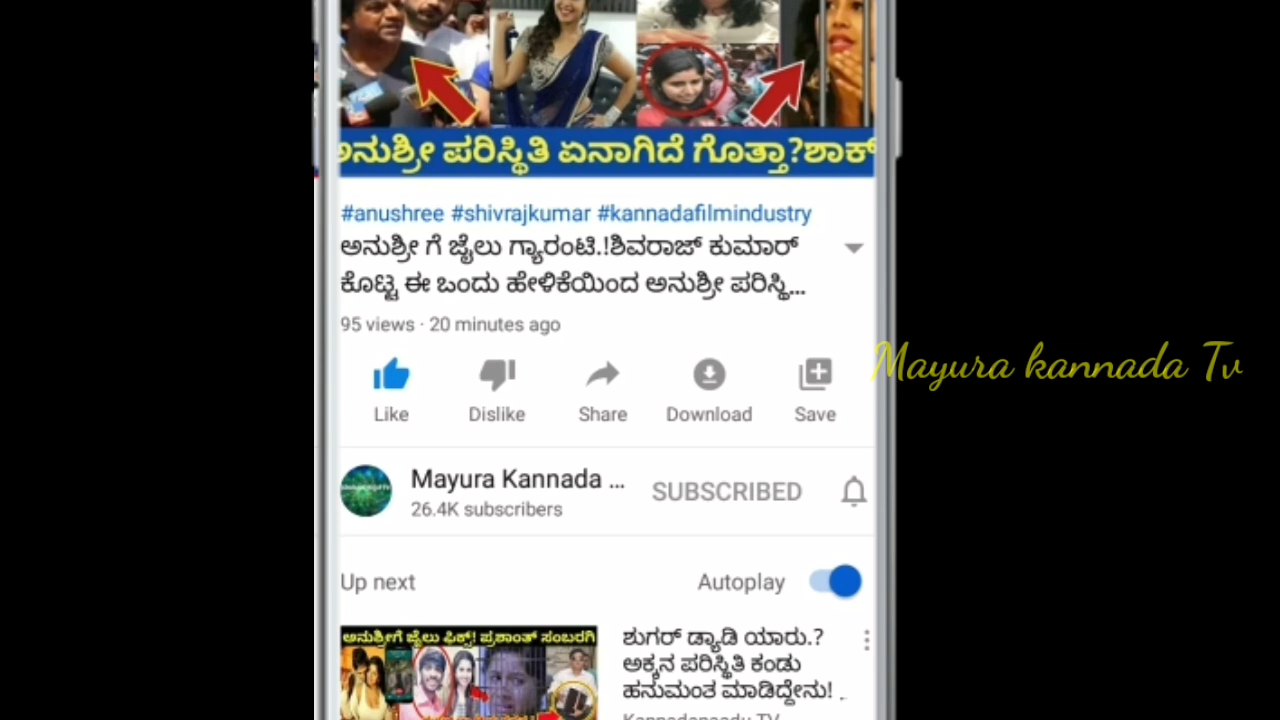 ಅನುಶ್ರೀ ಪರಿಸ್ಥಿತಿ ಏನಾಗಿದೆ ಗೊತ್ತಾ?ಶಾಕ್
#anushree #shivrajkumar #kannadafilmindustry
ಅನುಶ್ರೀ ಗೆ ಜೈಲು ಗ್ಯಾರಂಟಿ.!ಶಿವರಾಜ್ ಕುಮಾರ್
ಕೊಟ್ಟ ಈ ಒಂದು ಹೇಳಿಕೆಯಿಂದ ಅನುಶ್ರೀ ಪರಿಸ್ಥಿ...
95 views · 20 minutes ago
Mayura kannada Tv
Like Dislike Share Download Save
Mayura Kannada ...
SUBSCRIBED
26.4K subscribers
Up next
Autoplay
ಅನುಶ್ರೀಗೆ ಜೈಲು ಫಿಕ್ಸ್! ಪ್ರಶಾಂತ್ ಸಂಬರಗಿ
ಶುಗರ್ ಡ್ಯಾಡಿ ಯಾರು.?
ಅಕ್ಕನ ಪರಿಸ್ಥಿತಿ ಕಂಡು
ಹನುಮಂತ ಮಾಡಿದ್ದೇನು! ..
Kannadanaadu TV